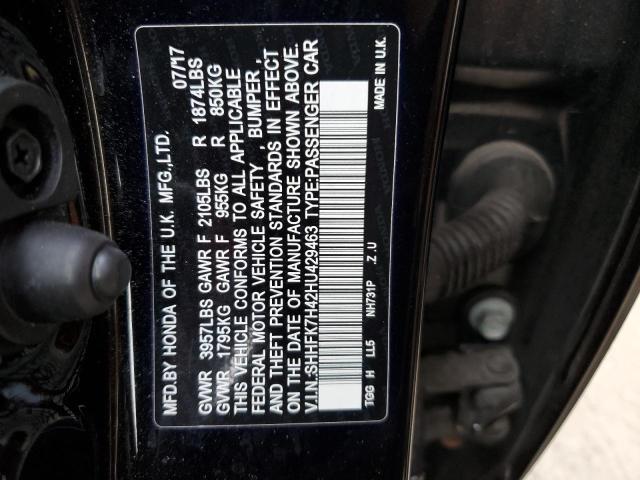 MFD.BY HONDA OF THE U.K. MFG.,LTD. 07/17
GVWR 3957LBS GAWR F 2105LBS R 1874LBS
GVWR 1795KG GAWR F 955KG R 850KG
THIS VEHICLE CONFORMS TO ALL APPLICABLE
FEDERAL MOTOR VEHICLE SAFETY , BUMPER ,
AND THEFT PREVENTION STANDARDS IN EFFECT
ON THE DATE OF MANUFACTURE SHOWN ABOVE.
V.I.N.:SHHFK7H42HU429463 TYPE:PASSENGER CAR
TGG H LL5 NH731P Z.U
MADE IN U.K.